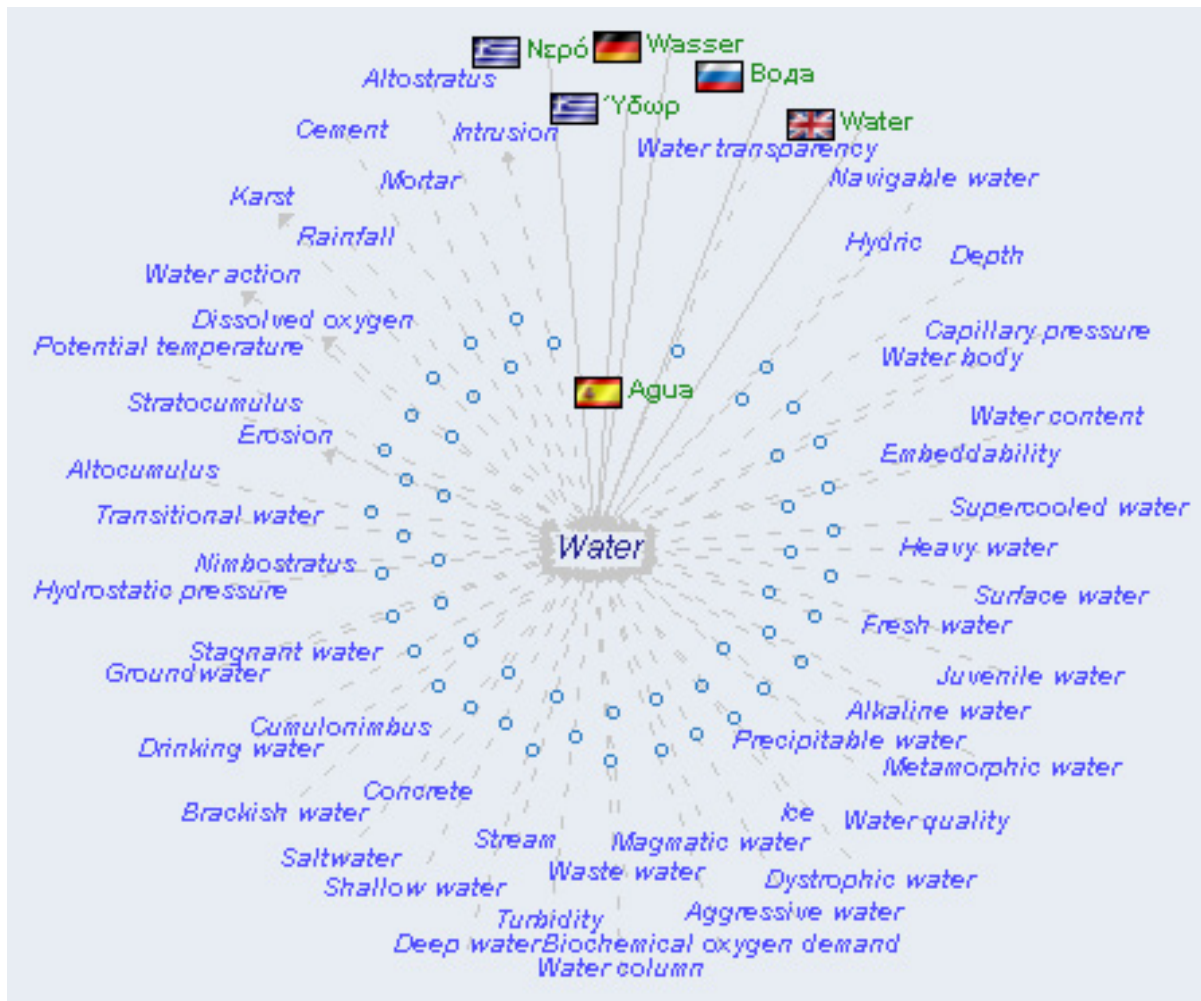 Νερό
Wasser
Вода
Altostratus
Ύδωρ
Water
Cement
Intrusion
Water transparency
Mortar
Navigable water
Karst
Rainfall
Hydric
Depth
Water action
Dissolved oxygen
Capillary pressure
Potential temperature
Water body
Agua
Stratocumulus
Water content
Erosion
Embeddability
Altocumulus
Supercooled water
Transitional water
Water
Heavy water
Nimbostratus
Hydrostatic pressure
Surface water
Fresh water
Stagnant water
Groundwater
Juvenile water
Alkaline water
Cumulonimbus
Precipitable water
Drinking water
Metamorphic water
Concrete
Brackish water
Ice
Water quality
Stream
Magmatic water
Saltwater
Waste water
Shallow water
Dystrophic water
Turbidity
Aggressive water
Deep water
Biochemical oxygen demand
Water column